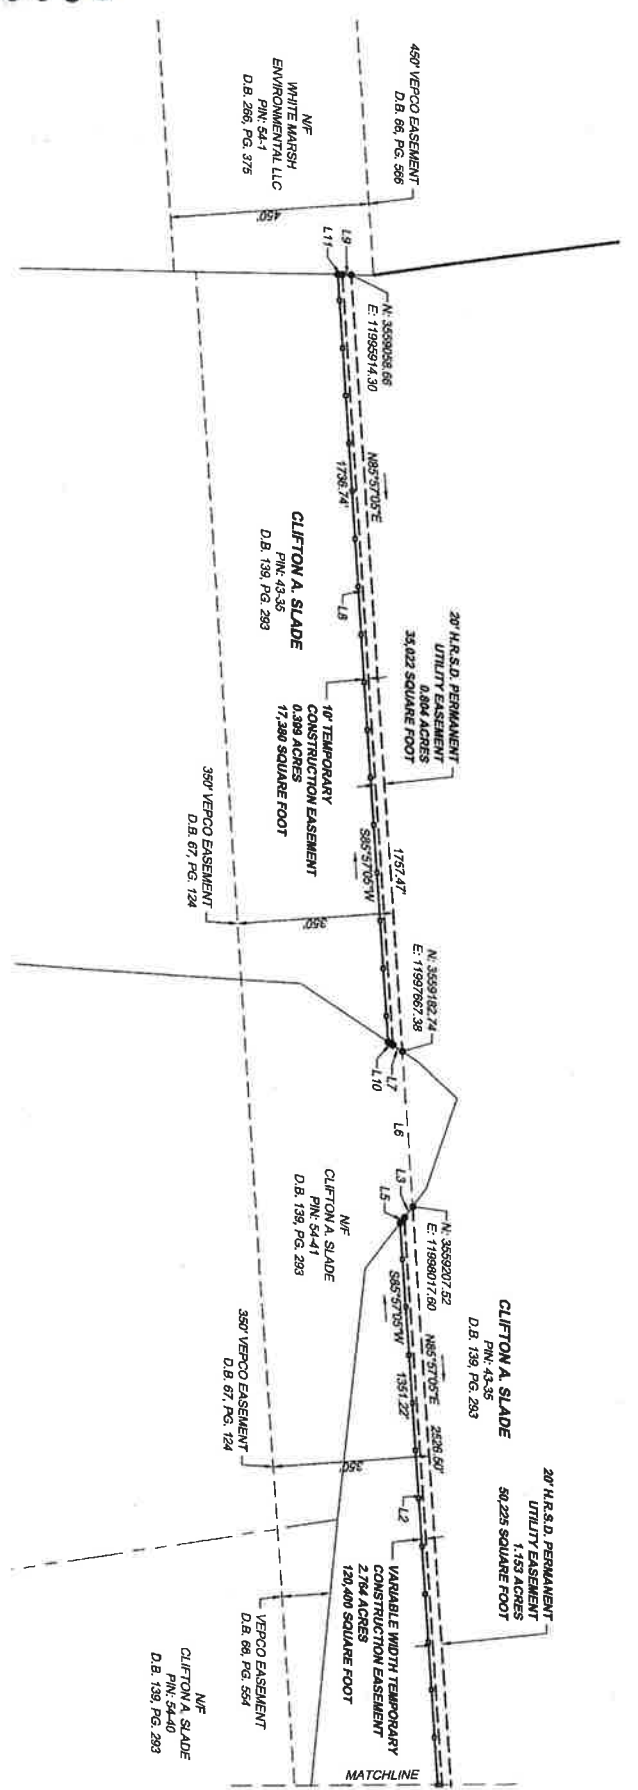 450' VEPCO EASEMENT
D.B. 66, PG. 566
N/F
WHITE MARSH
ENVIRONMENTAL LLC
PIN: 54-1
D.B. 266, PG. 375
450'
L9
L11
N: 3559058.66
E: 11995914.30
N85°57'05"E
1736.74'
L8
CLIFTON A. SLADE
PIN: 43-35
D.B. 139, PG. 293
20' H.R.S.D. PERMANENT
UTILITY EASEMENT
0.804 ACRES
35,022 SQUARE FOOT
10' TEMPORARY
CONSTRUCTION EASEMENT
0.399 ACRES
17,380 SQUARE FOOT
1757.47'
S85°57'05"W
350' VEPCO EASEMENT
D.B. 67, PG. 124
350'
N: 3559182.74
E: 11997667.38
L7
L10
L6
L3
L5
N: 3559207.52
E: 11998017.60
N/F
CLIFTON A. SLADE
PIN: 54-41
D.B. 139, PG. 293
CLIFTON A. SLADE
PIN: 43-35
D.B. 139, PG. 293
N85°57'05"E
2526.50'
S85°57'05"W
1351.22'
L2
350' VEPCO EASEMENT
D.B. 67, PG. 124
350'
20' H.R.S.D. PERMANENT
UTILITY EASEMENT
1.153 ACRES
50,225 SQUARE FOOT
VARIABLE WIDTH TEMPORARY
CONSTRUCTION EASEMENT
2.764 ACRES
120,400 SQUARE FOOT
VEPCO EASEMENT
D.B. 66, PG. 554
N/F
CLIFTON A. SLADE
PIN: 54-40
D.B. 139, PG. 293
MATCHLINE